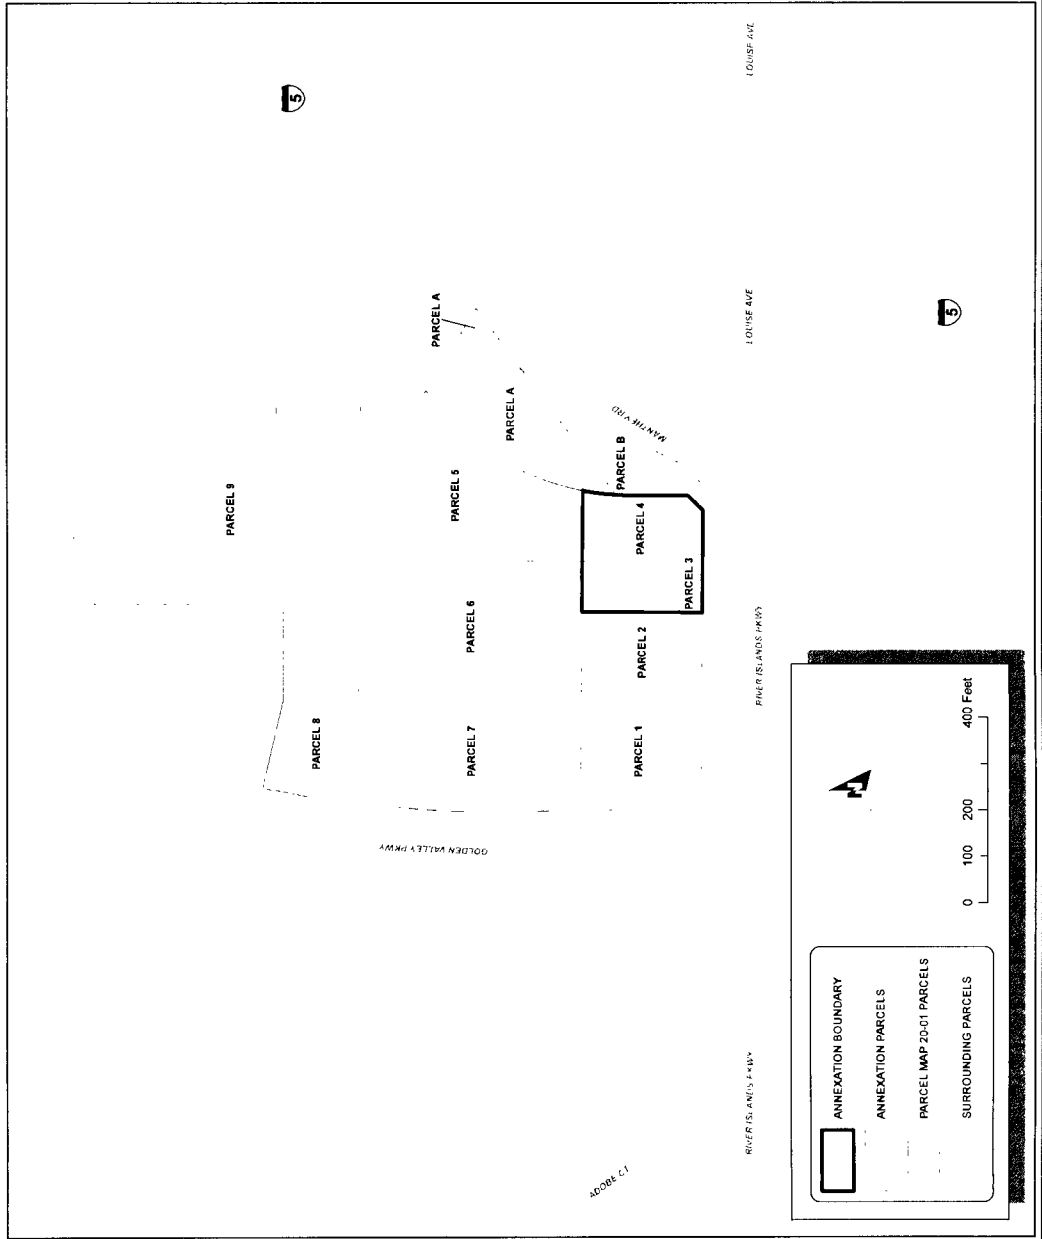 5
LOUISE AVE
PARCEL A
LOUISE AVE
5
PARCEL A
MANTHEY RD
PARCEL B
PARCEL 9
PARCEL 5
PARCEL 4
PARCEL 3
PARCEL 6
PARCEL 2
RIVER ISLANDS PKWY
PARCEL 8
PARCEL 7
PARCEL 1
GOLDEN VALLEY PKWY
RIVER ISLANDS PKWY
ADOBE CT
N
0 100 200 400 Feet
ANNEXATION BOUNDARY
ANNEXATION PARCELS
PARCEL MAP 20-01 PARCELS
SURROUNDING PARCELS